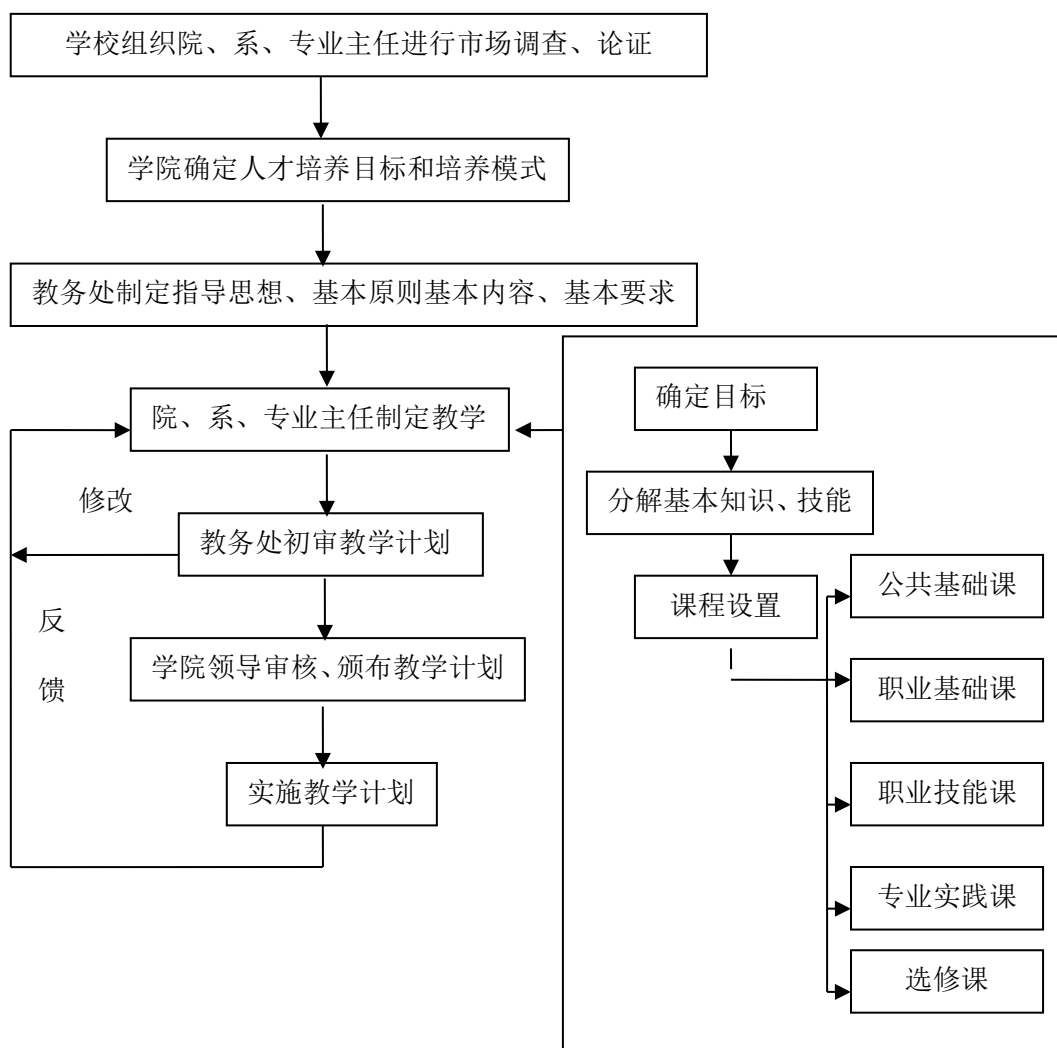 学校组织院、系、专业主任进行市场调查、论证
学院确定人才培养目标和培养模式
教务处制定指导思想、基本原则基本内容、基本要求
院、系、专业主任制定教学
修改
教务处初审教学计划
反
馈
学院领导审核、颁布教学计划
实施教学计划
确定目标
分解基本知识、技能
课程设置
公共基础课
职业基础课
职业技能课
专业实践课
选修课